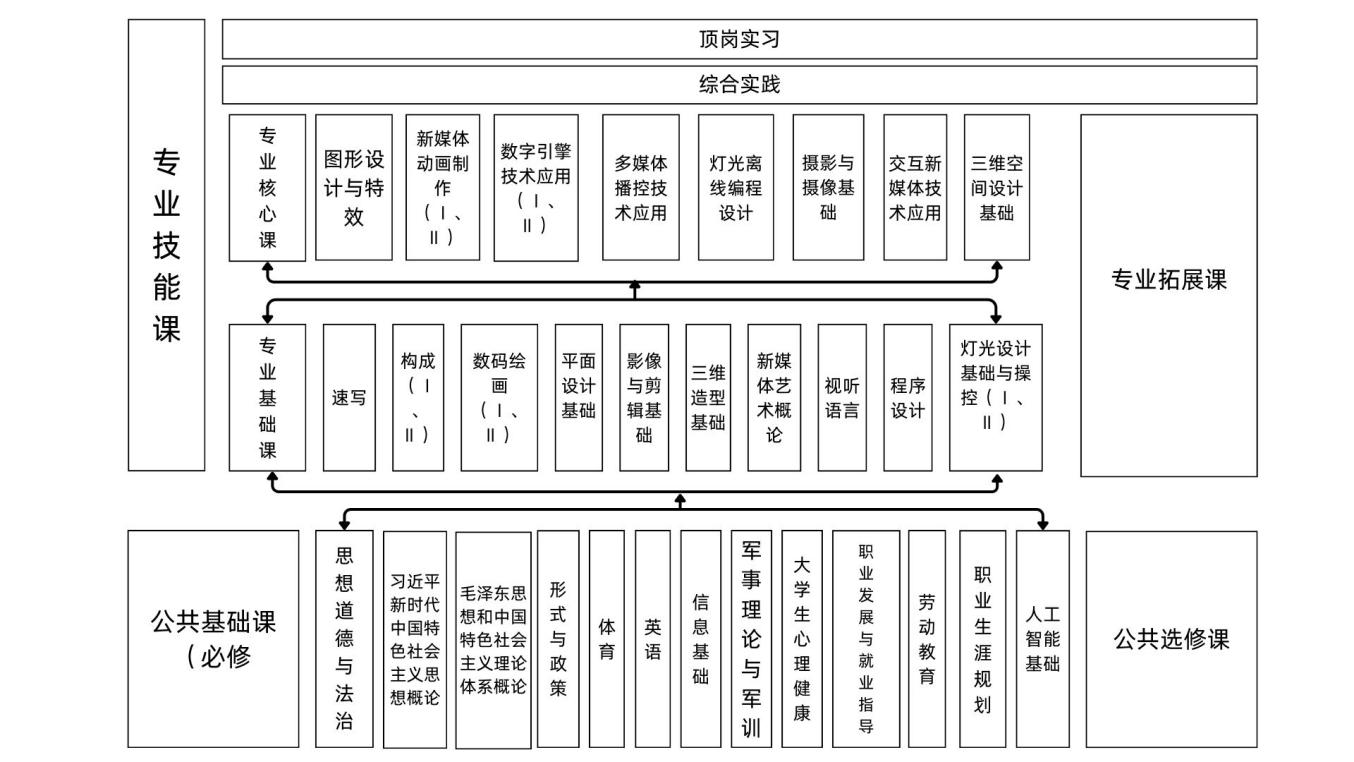 顶岗实习
综合实践
专
业
技
能
课
专
业
核
心
课
图形设
计与特
效
新媒体
动画制
作
（Ⅰ、
Ⅱ）
数字引擎
技术应用
（Ⅰ、
Ⅱ）
多媒体
播控技
术应用
灯光离
线编程
设计
摄影与
摄像基
础
交互新
媒体技
术应用
三维空
间设计
基础
专业拓展课
专
业
基
础
课
速写
构成
（Ⅰ
、
Ⅱ）
数码绘
画
（Ⅰ、
Ⅱ）
平面
设计
基础
影像
与剪
辑基
础
三维
造型
基础
新媒
体艺
术概
论
视听
语言
程序
设计
灯光设计
基础与操
控（Ⅰ、
Ⅱ）
公共基础课
（必修
思
想
道
德
与
法
治
习近平
新时代
中国特
色社会
主义思
想概论
毛泽东思
想和中国
特色社会
主义理论
体系概论
形
式
与
政
策
体
育
英
语
信
息
基
础
军
事
理
论
与
军
训
大
学
生
心
理
健
康
职
业
发
展
与
就
业
指
导
劳
动
教
育
职
业
生
涯
规
划
人工
智能
基础
公共选修课